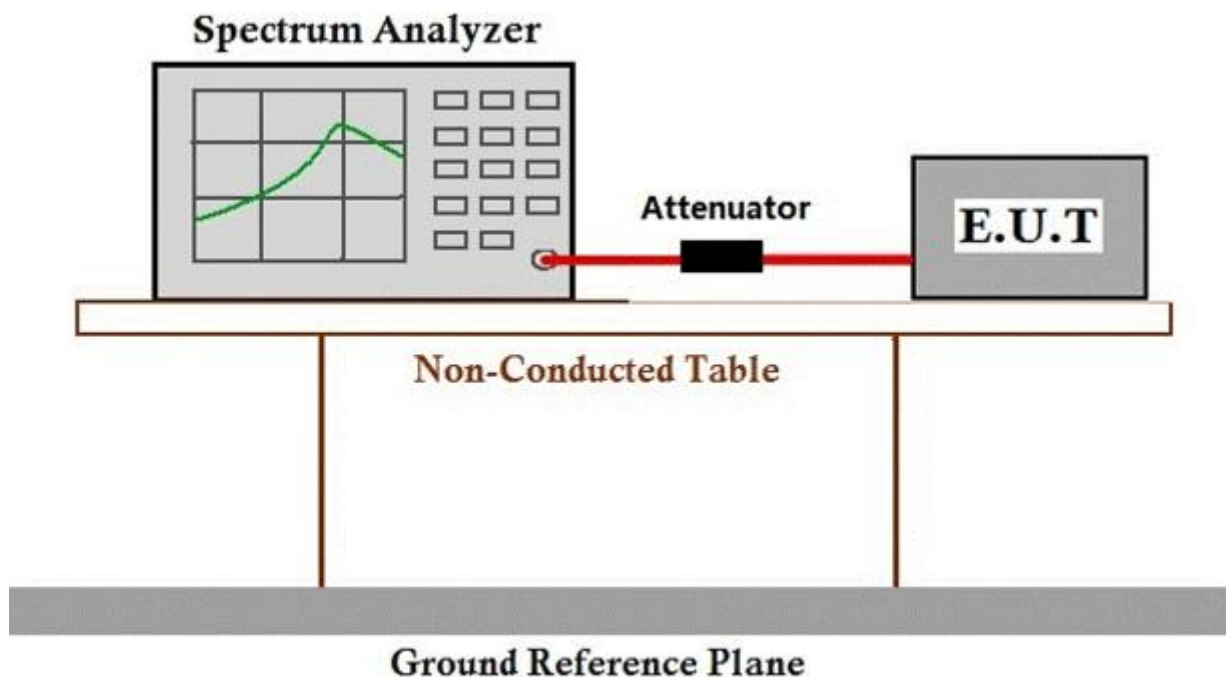 Spectrum Analyzer
Attenuator
E.U.T
Non-Conducted Table
Ground Reference Plane